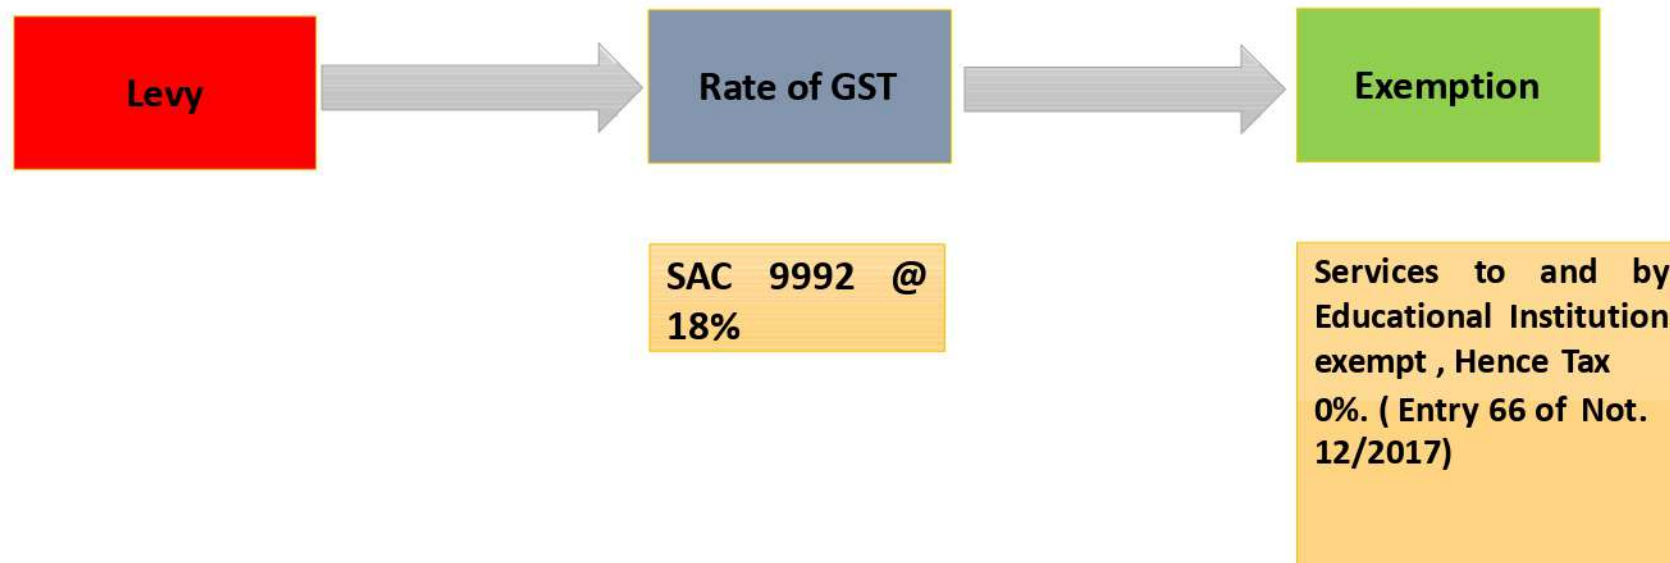 Levy
Rate of GST
Exemption
SAC 9992 @
18%
Services to and by
Educational Institution
exempt , Hence Tax
0%. ( Entry 66 of Not.
12/2017)